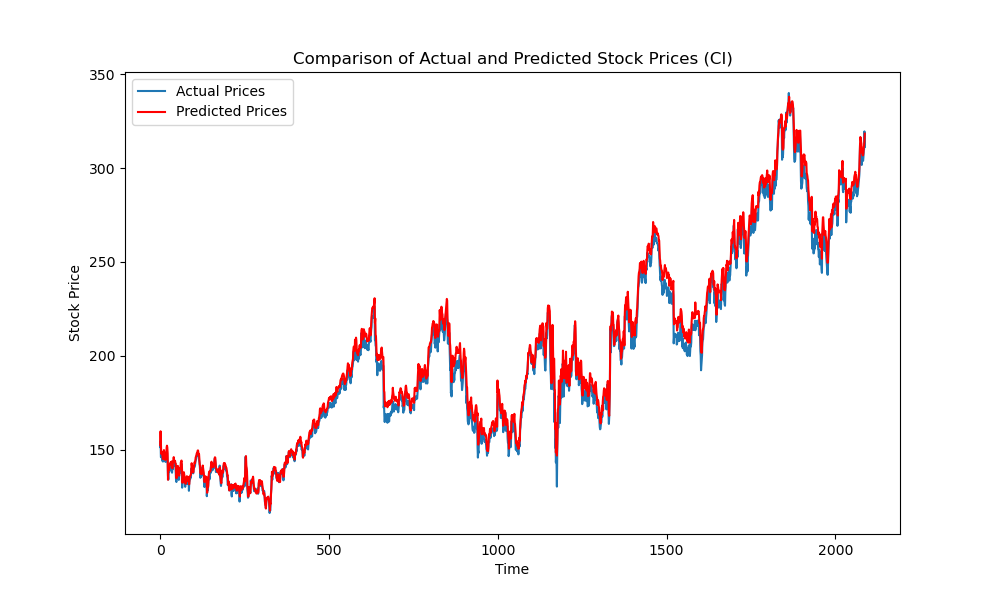 Comparison of Actual and Predicted Stock Prices (CI)
Actual Prices
Predicted Prices
350
300
250
200
150
Stock Price
0
500
1000
1500
2000
Time